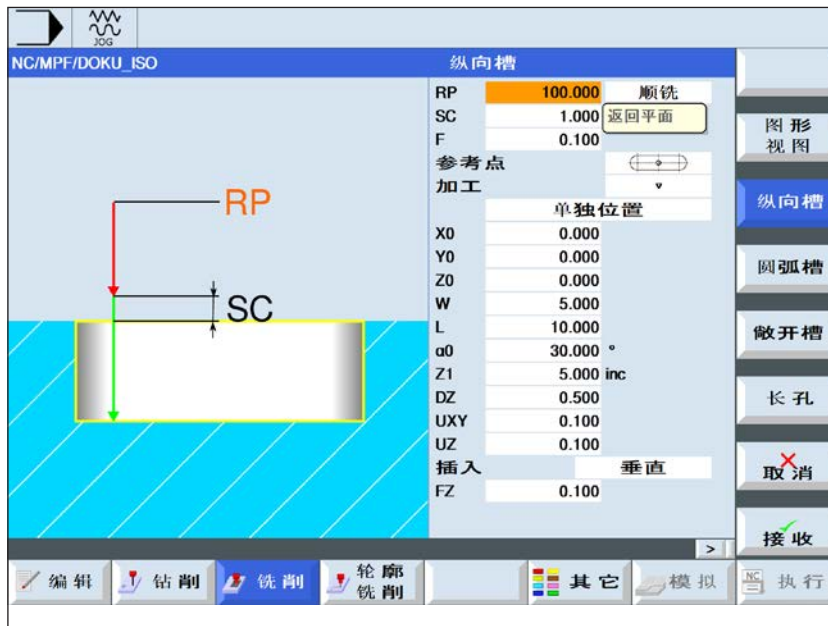 JOG
NC/MPF/DOKU_ISO
纵向槽
RP 100.000 顺铣
SC 1.000 返回平面
F 0.100
参考点
加工 ▿
单独位置
X0 0.000
Y0 0.000
Z0 0.000
W 5.000
L 10.000
α0 30.000 °
Z1 5.000 inc
DZ 0.500
UXY 0.100
UZ 0.100
插入 垂直
FZ 0.100
RP
SC
图形
视图
纵向槽
圆弧槽
敞开槽
长孔
取消
接收
>
编辑
钻削
铣削
轮廓
铣削
其它
模拟
NC
执行